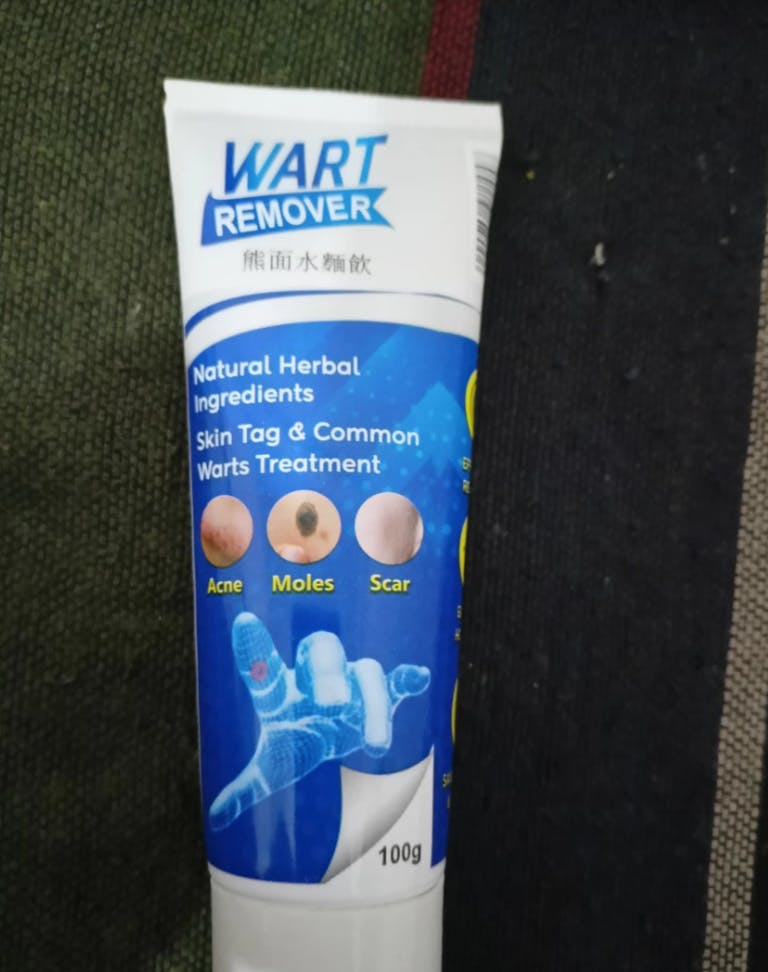 WART
REMOVER
熊面水麵飲
Natural Herbal
Ingredients
Skin Tag & Common
Warts Treatment
Acne Moles Scar
100g